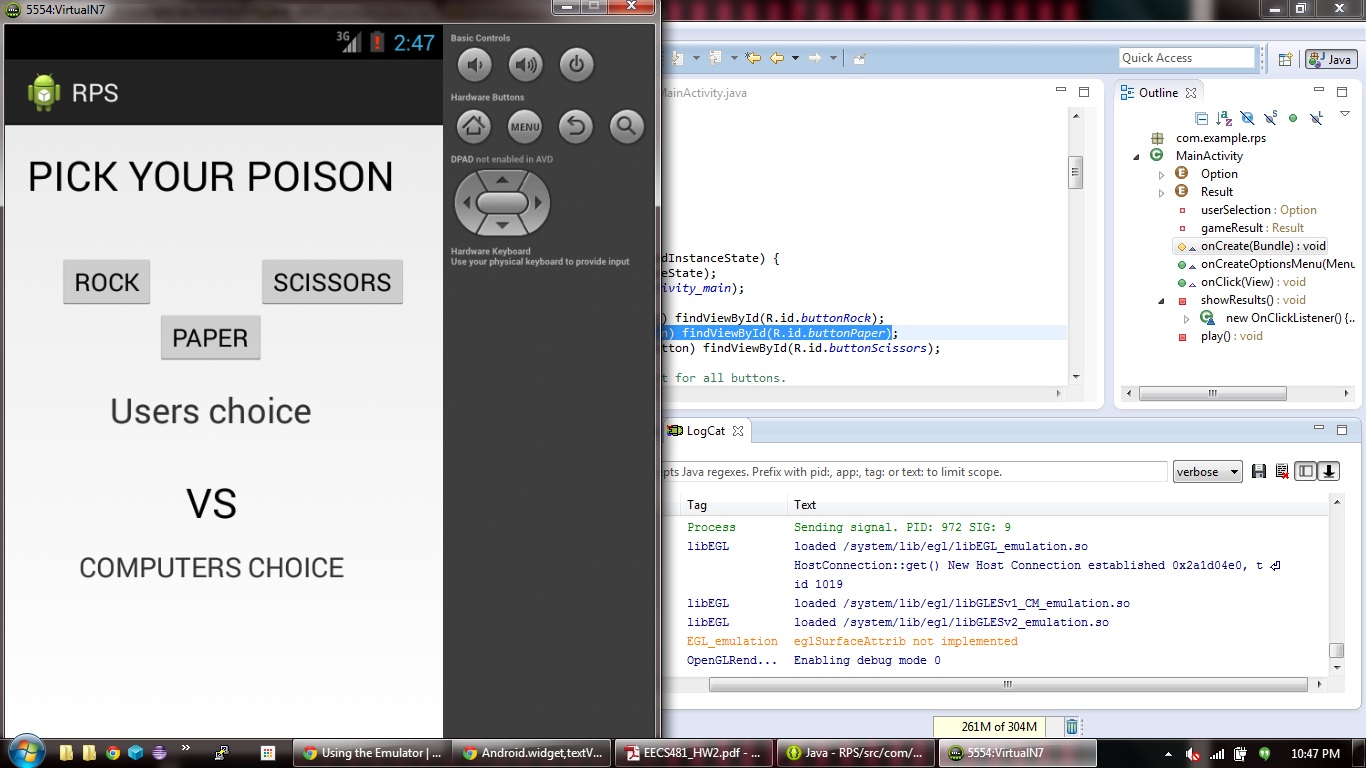 5554:VirtualN7
3G 2:47
RPS
PICK YOUR POISON
ROCK
SCISSORS
PAPER
Users choice
VS
COMPUTERS CHOICE
Basic Controls
Hardware Buttons
MENU
DPAD not enabled in AVD
Hardware Keyboard
Use your physical keyboard to provide input
Quick Access
Java
MainActivity.java
dInstanceState) {
eState);
ivity_main);
) findViewById(R.id.buttonRock);
n) findViewById(R.id.buttonPaper);
tton) findViewById(R.id.buttonScissors);
t for all buttons.
Outline
com.example.rps
MainActivity
Option
Result
userSelection : Option
gameResult : Result
onCreate(Bundle) : void
onCreateOptionsMenu(Menu
onClick(View) : void
showResults() : void
new OnClickListener() {...
play() : void
LogCat
pts Java regexes. Prefix with pid:, app:, tag: or text: to limit scope.
verbose
Tag Text
Process Sending signal. PID: 972 SIG: 9
libEGL loaded /system/lib/egl/libEGL_emulation.so
HostConnection::get() New Host Connection established 0x2a1d04e0, t
id 1019
libEGL loaded /system/lib/egl/libGLESv1_CM_emulation.so
libEGL loaded /system/lib/egl/libGLESv2_emulation.so
EGL_emulation eglSurfaceAttrib not implemented
OpenGLRend... Enabling debug mode 0
261M of 304M
Using the Emulator | ...
Android.widget,textV...
EECS481_HW2.pdf - ...
Java - RPS/src/com/...
5554:VirtualN7
10:47 PM